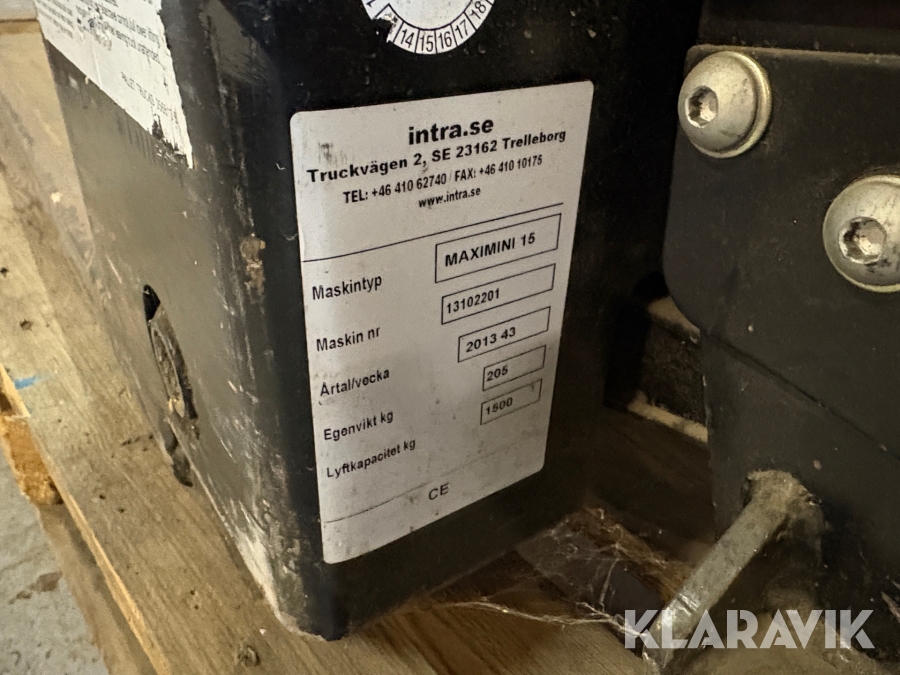 14 15 16 17 18
intra.se
Truckvägen 2, SE 23162 Trelleborg
TEL: +46 410 62740 / FAX: +46 410 10175
www.intra.se
Maskintyp MAXIMINI 15
Maskin nr 13102201
Årtal/vecka 2013 43
Egenvikt kg 205
Lyftkapacitet kg 1500
CE
KLARAVIK